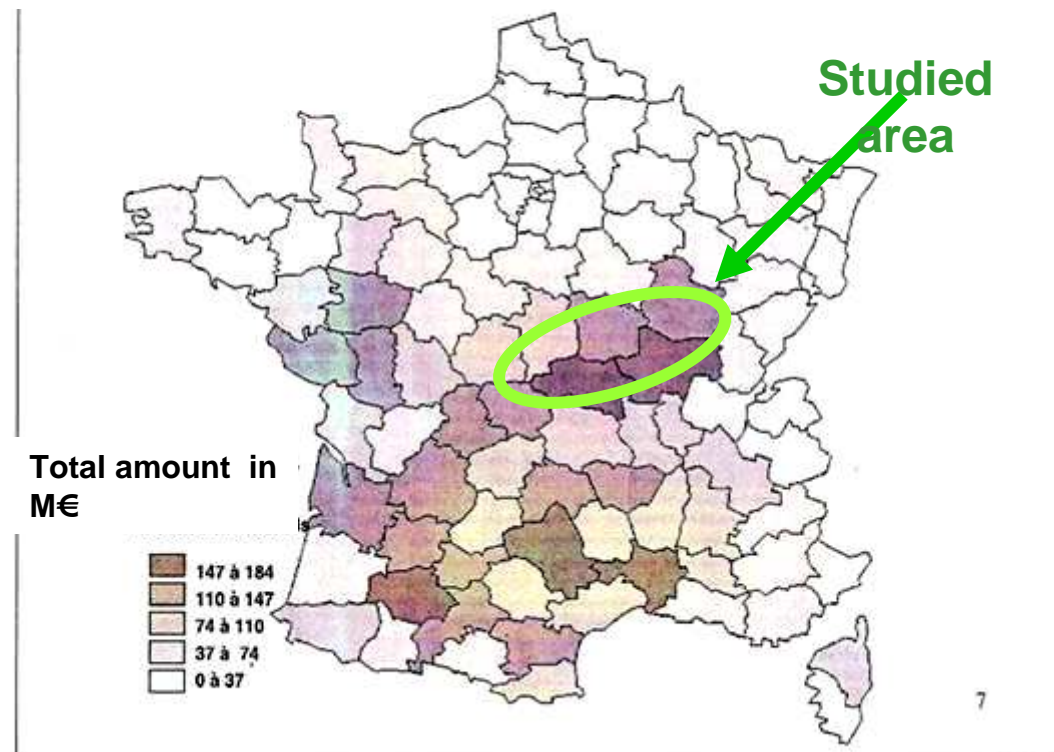 Studied
area
Total amount in
M€
147 à 184
110 à 147
74 à 110
37 à 74
0 à 37
7